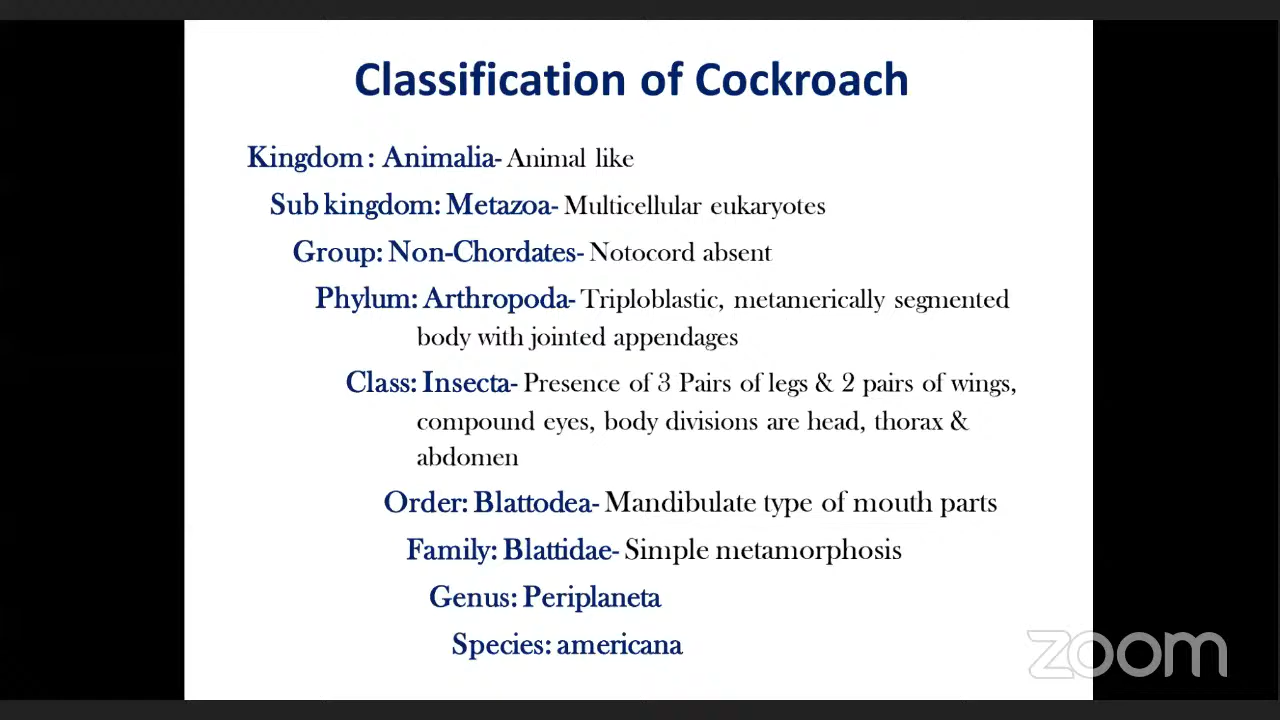 Classification of Cockroach
Kingdom : Animalia- Animal like
Sub kingdom: Metazoa- Multicellular eukaryotes
Group: Non-Chordates- Notocord absent
Phylum: Arthropoda- Triploblastic, metamerically segmented
body with jointed appendages
Class: Insecta- Presence of 3 Pairs of legs & 2 pairs of wings,
compound eyes, body divisions are head, thorax &
abdomen
Order: Blattodea- Mandibulate type of mouth parts
Family: Blattidae- Simple metamorphosis
Genus: Periplaneta
Species: americana
zoom